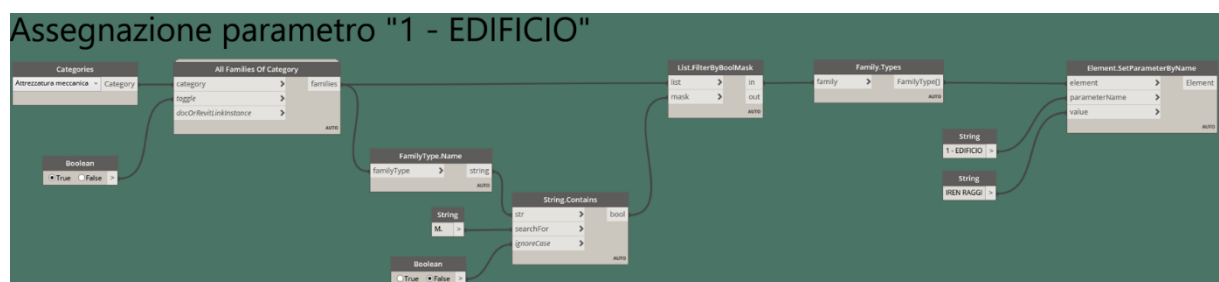 Assegnazione parametro "1 - EDIFICIO"
Categories
Attrezzatura meccanica Category
All Families Of Category
category > families
toggle >
docOrRevitLinkInstance >
AUTO
Boolean
True False >
FamilyType.Name
familyType > string
AUTO
String
M. >
Boolean
True False >
String.Contains
str > bool
searchFor >
ignoreCase >
AUTO
List.FilterByBoolMask
list > in
mask > out
AUTO
Family.Types
family > FamilyType[]
AUTO
String
1 - EDIFICIO >
String
IREN RAGGI >
Element.SetParameterByName
element > Element
parameterName >
value >
AUTO